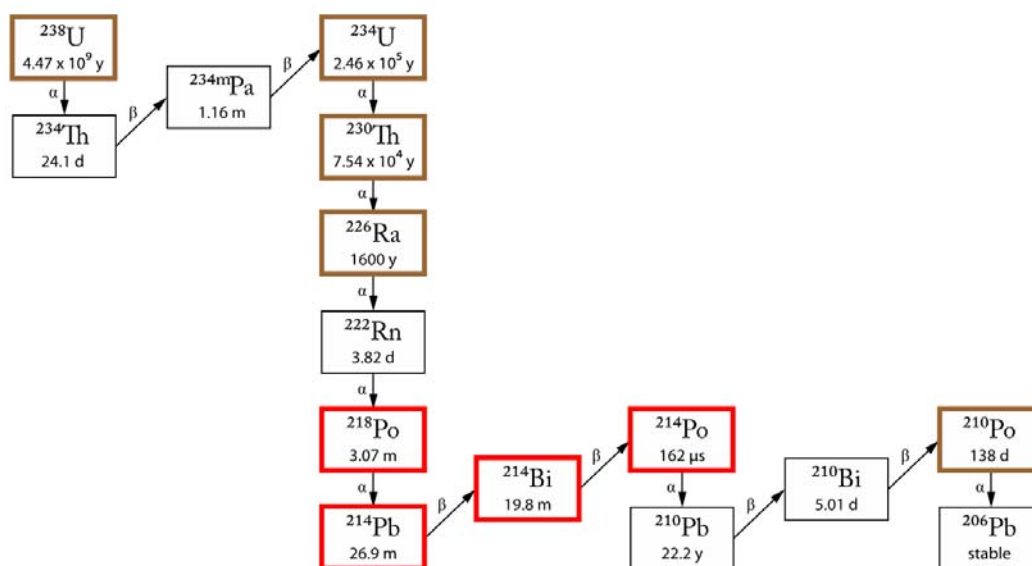 ²³⁸U
4.47 x 10⁹ y
α
²³⁴Th
24.1 d
β
²³⁴ᵐPa
1.16 m
β
²³⁴U
2.46 x 10⁵ y
α
²³⁰Th
7.54 x 10⁴ y
α
²²⁶Ra
1600 y
α
²²²Rn
3.82 d
α
²¹⁸Po
3.07 m
α
²¹⁴Pb
26.9 m
β
²¹⁴Bi
19.8 m
β
²¹⁴Po
162 µs
α
²¹⁰Pb
22.2 y
β
²¹⁰Bi
5.01 d
β
²¹⁰Po
138 d
α
²⁰⁶Pb
stable